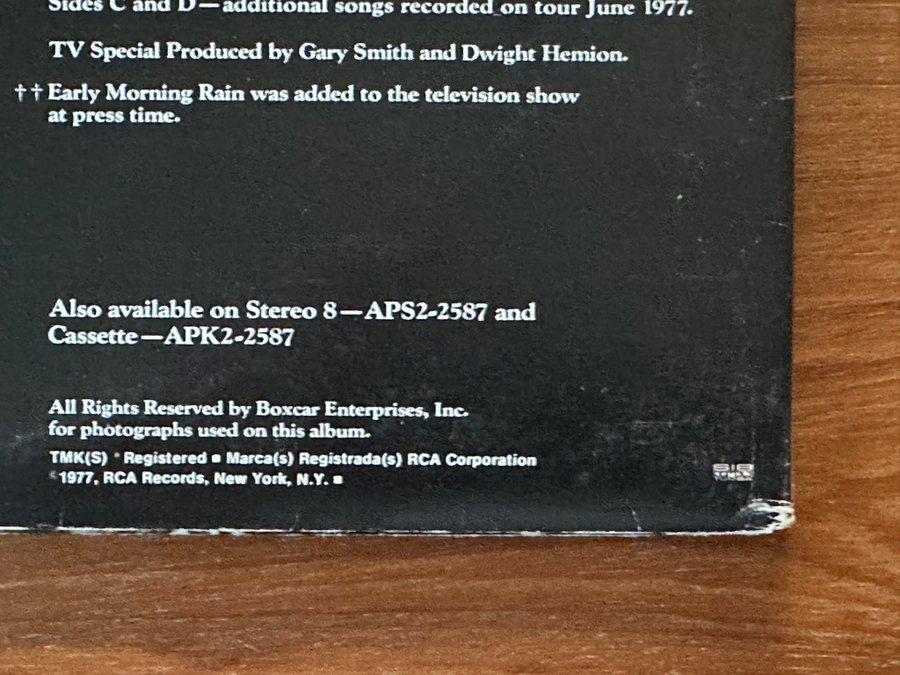 Sides C and D—additional songs recorded on tour June 1977.
TV Special Produced by Gary Smith and Dwight Hemion.
††Early Morning Rain was added to the television show
at press time.
Also available on Stereo 8—APS2-2587 and
Cassette—APK2-2587
All Rights Reserved by Boxcar Enterprises, Inc.
for photographs used on this album.
TMK(S) ® Registered ■ Marca(s) Registrada(s) RCA Corporation
©1977, RCA Records, New York, N.Y. ■